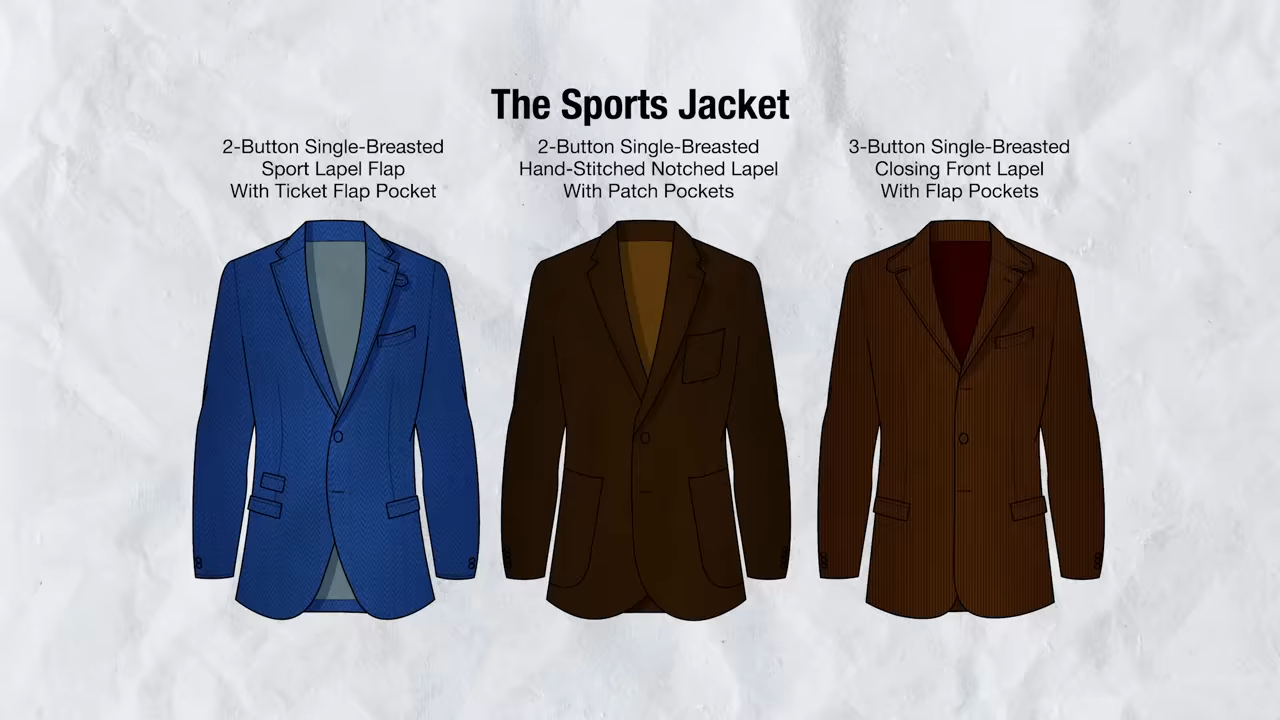 The Sports Jacket
2-Button Single-Breasted
Sport Lapel Flap
With Ticket Flap Pocket
2-Button Single-Breasted
Hand-Stitched Notched Lapel
With Patch Pockets
3-Button Single-Breasted
Closing Front Lapel
With Flap Pockets